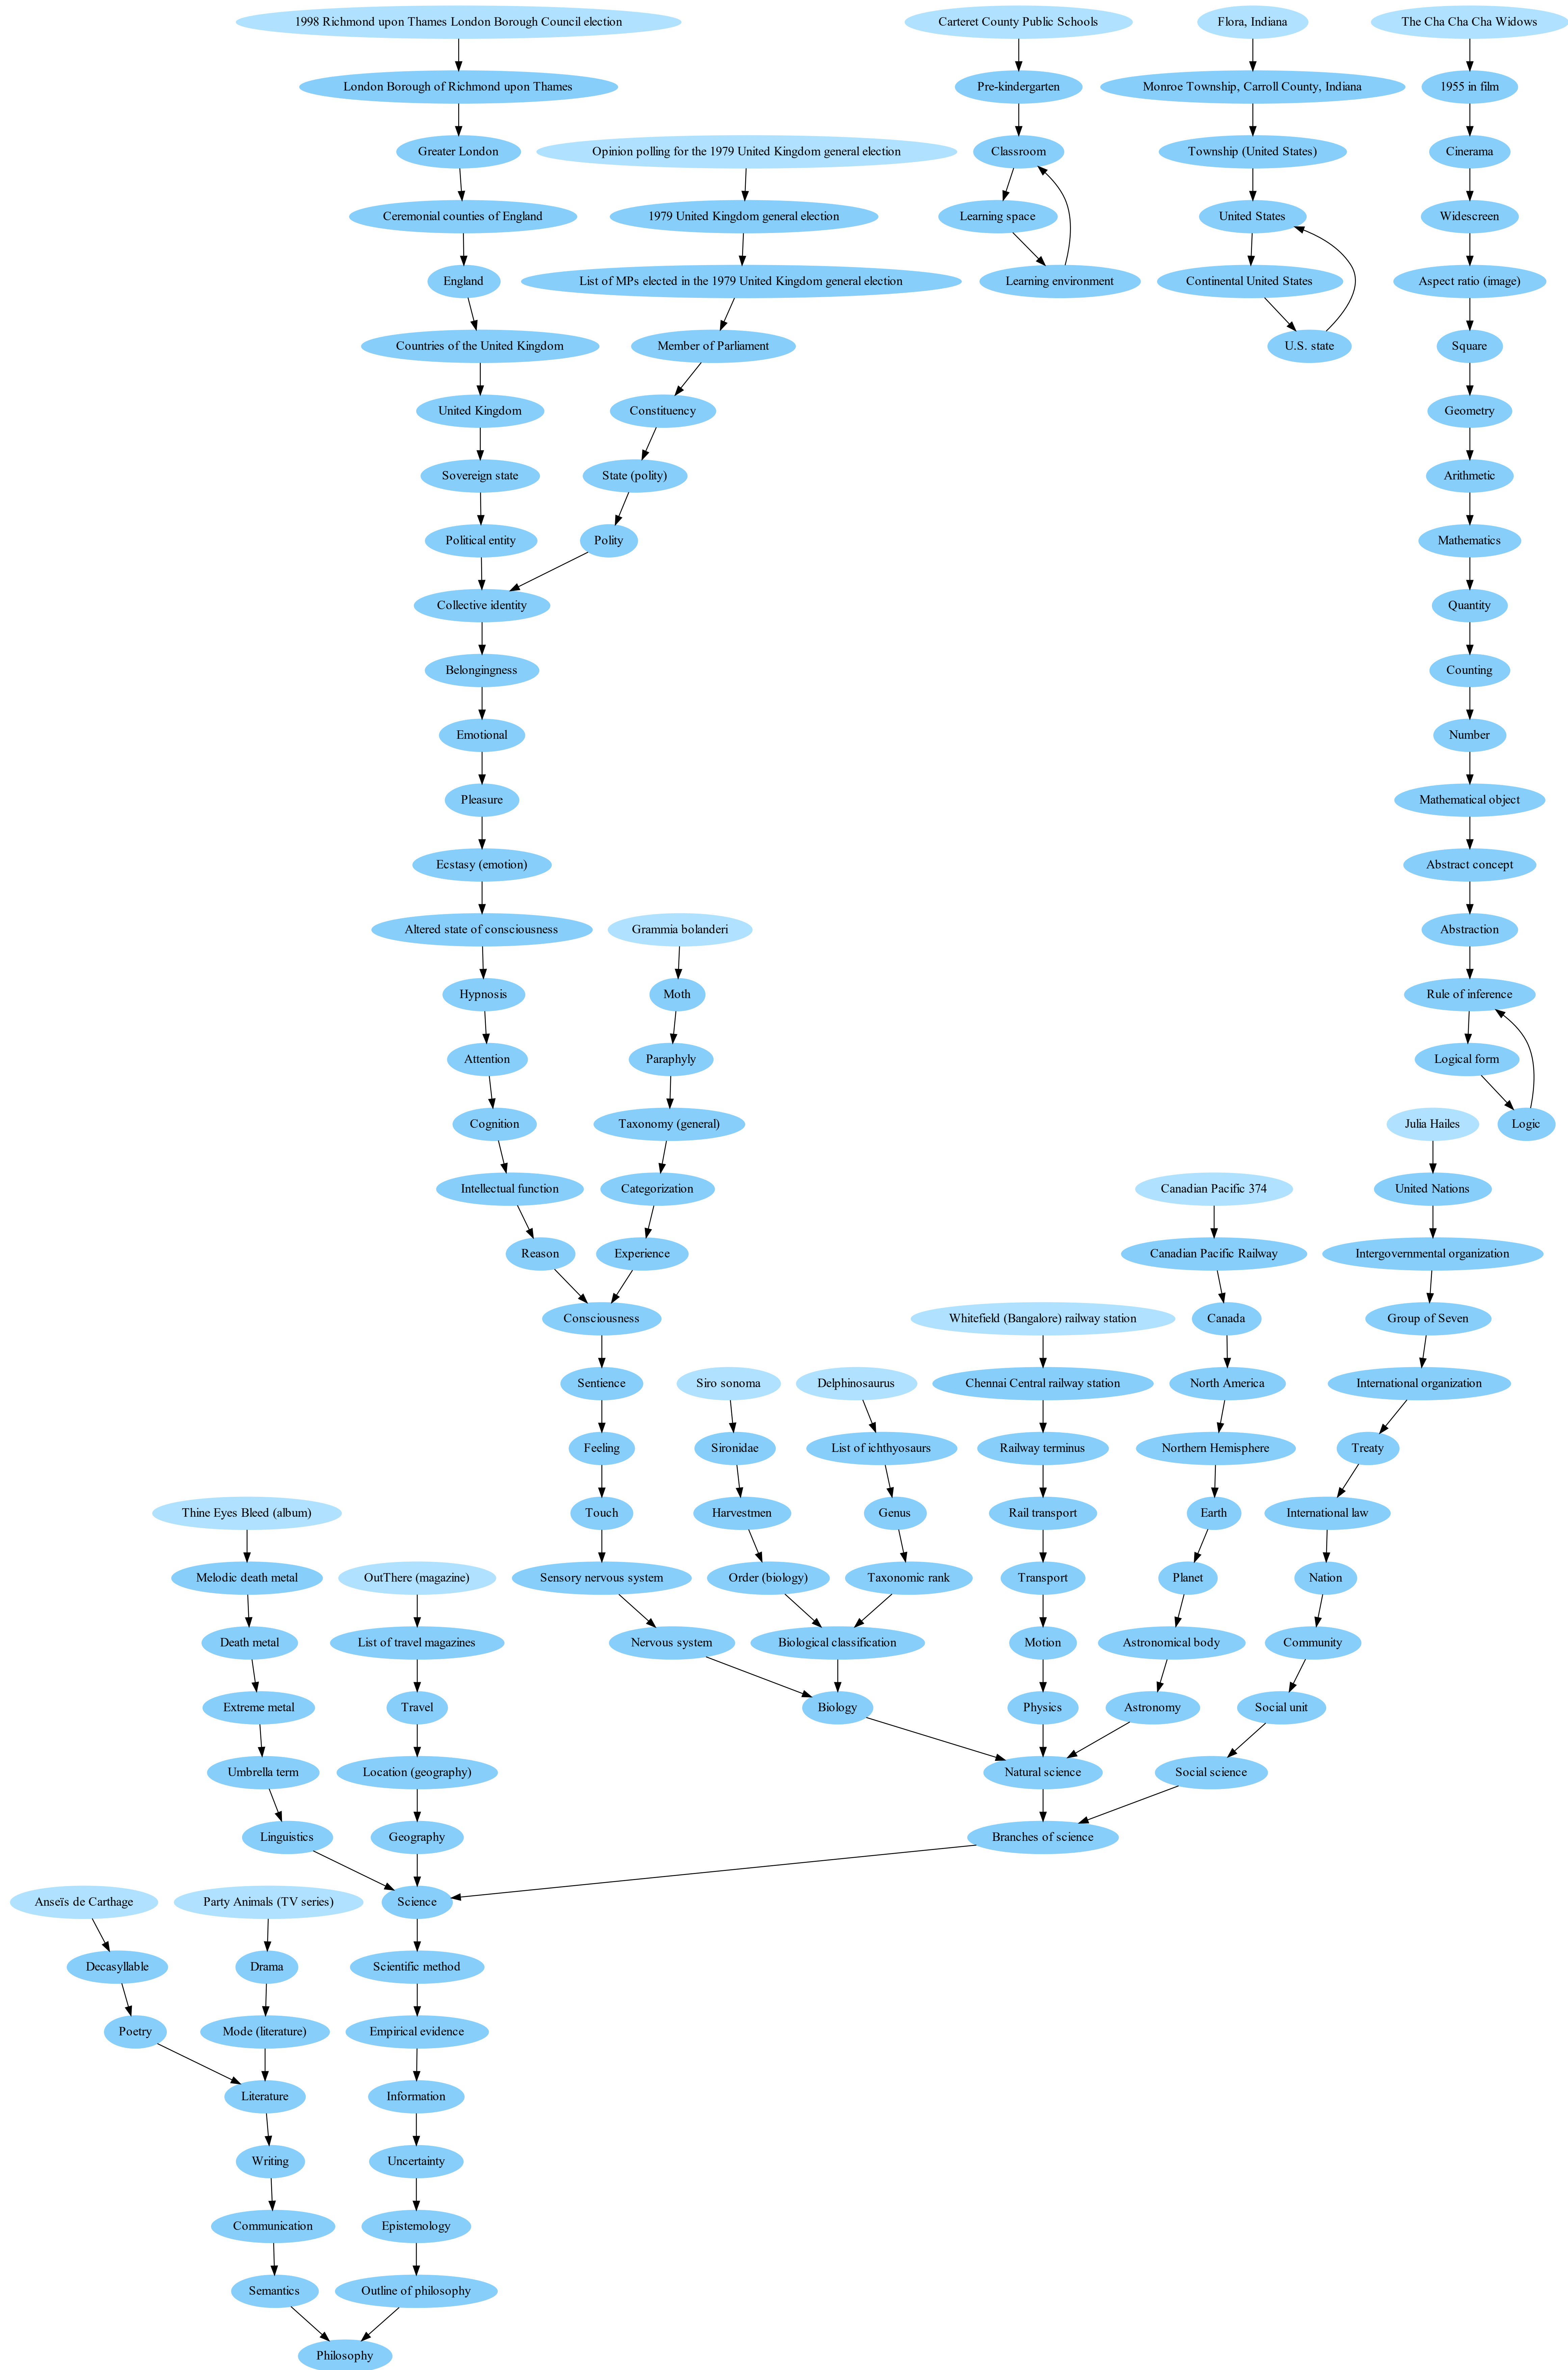 1998 Richmond upon Thames London Borough Council election
Carteret County Public Schools
Flora, Indiana
The Cha Cha Cha Widows
London Borough of Richmond upon Thames
Pre-kindergarten
Monroe Township, Carroll County, Indiana
1955 in film
Greater London
Opinion polling for the 1979 United Kingdom general election
Classroom
Township (United States)
Cinerama
Ceremonial counties of England
1979 United Kingdom general election
Learning space
United States
Widescreen
England
List of MPs elected in the 1979 United Kingdom general election
Learning environment
Continental United States
Aspect ratio (image)
Countries of the United Kingdom
Member of Parliament
U.S. state
Square
United Kingdom
Constituency
Geometry
Sovereign state
State (polity)
Arithmetic
Political entity
Polity
Mathematics
Collective identity
Quantity
Belongingness
Counting
Emotional
Number
Pleasure
Mathematical object
Ecstasy (emotion)
Abstract concept
Altered state of consciousness
Grammia bolanderi
Abstraction
Hypnosis
Moth
Rule of inference
Attention
Paraphyly
Logical form
Cognition
Taxonomy (general)
Julia Hailes
Logic
Intellectual function
Categorization
Canadian Pacific 374
United Nations
Reason
Experience
Canadian Pacific Railway
Intergovernmental organization
Consciousness
Whitefield (Bangalore) railway station
Canada
Group of Seven
Sentience
Siro sonoma
Delphinosaurus
Chennai Central railway station
North America
International organization
Feeling
Sironidae
List of ichthyosaurs
Railway terminus
Northern Hemisphere
Treaty
Thine Eyes Bleed (album)
Touch
Harvestmen
Genus
Rail transport
Earth
International law
Melodic death metal
OutThere (magazine)
Sensory nervous system
Order (biology)
Taxonomic rank
Transport
Planet
Nation
Death metal
List of travel magazines
Nervous system
Biological classification
Motion
Astronomical body
Community
Extreme metal
Travel
Biology
Physics
Astronomy
Social unit
Umbrella term
Location (geography)
Natural science
Social science
Linguistics
Geography
Branches of science
Anseïs de Carthage
Party Animals (TV series)
Science
Decasyllable
Drama
Scientific method
Poetry
Mode (literature)
Empirical evidence
Literature
Information
Writing
Uncertainty
Communication
Epistemology
Semantics
Outline of philosophy
Philosophy